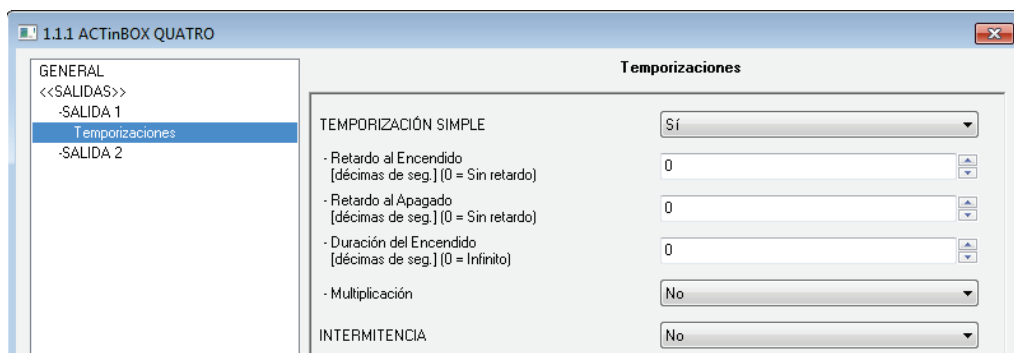 1.1.1 ACTinBOX QUATRO
GENERAL
<<SALIDAS>>
-SALIDA 1
Temporizaciones
-SALIDA 2
Temporizaciones
TEMPORIZACIÓN SIMPLE
Sí
- Retardo al Encendido
[décimas de seg.] (0 = Sin retardo)
0
- Retardo al Apagado
[décimas de seg.] (0 = Sin retardo)
0
- Duración del Encendido
[décimas de seg.] (0 = Infinito)
0
- Multiplicación
No
INTERMITENCIA
No